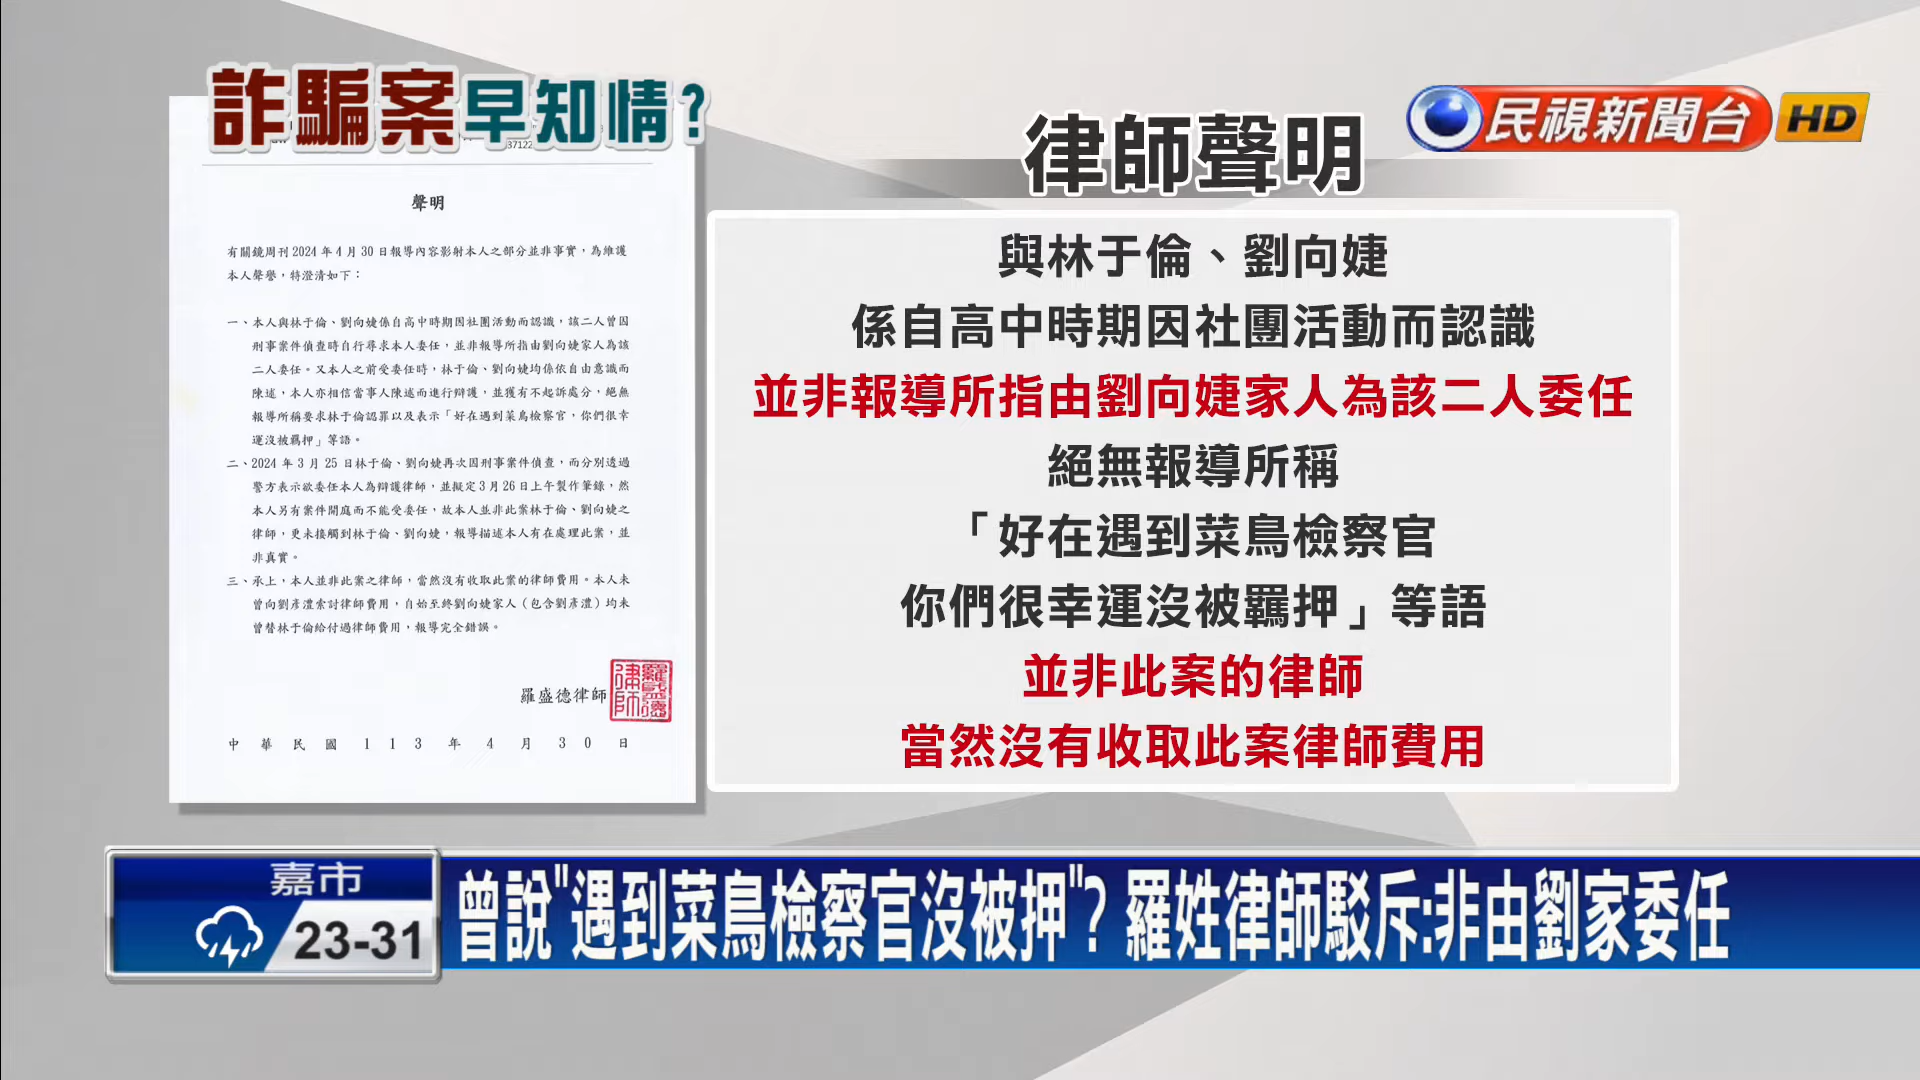 詐騙案早知情?
民視新聞台 HD
律師聲明
聲明
有關鏡周刊2024年4月30日報導內容影射本人之部分並非事實,為維護
本人聲譽,特澄清如下:
一、本人與林于倫、劉向婕係自高中時期因社團活動而認識,該二人曾因
刑事案件偵查時自行尋求本人委任,並非報導所指由劉向婕家人為該
二人委任。又本人之前受委任時,林于倫、劉向婕均係依自由意識而
陳述,本人亦相信當事人陳述而進行辯護,並獲有不起訴處分,絕無
報導所稱要求林于倫認罪以及表示「好在遇到菜鳥檢察官,你們很幸
運沒被羈押」等語。
二、2024年3月25日林于倫、劉向婕再次因刑事案件偵查,而分別透過
警方表示欲委任本人為辯護律師,並擬定3月26日上午製作筆錄,然
本人另有案件開庭而不能受委任,故本人並非此案林于倫、劉向婕之
律師,更未接觸到林于倫、劉向婕,報導描述本人有在處理此案,並
非真實。
三、承上,本人並非此案之律師,當然沒有收取此案的律師費用。本人未
曾向劉彥澧索討律師費用,自始至終劉向婕家人(包含劉彥澧)均未
曾替林于倫給付過律師費用,報導完全錯誤。
羅盛德律師
中華民國113年4月30日
與林于倫、劉向婕
係自高中時期因社團活動而認識
並非報導所指由劉向婕家人為該二人委任
絕無報導所稱
「好在遇到菜鳥檢察官
你們很幸運沒被羈押」等語
並非此案的律師
當然沒有收取此案律師費用
嘉市
23-31
曾說"遇到菜鳥檢察官沒被押"? 羅姓律師駁斥:非由劉家委任